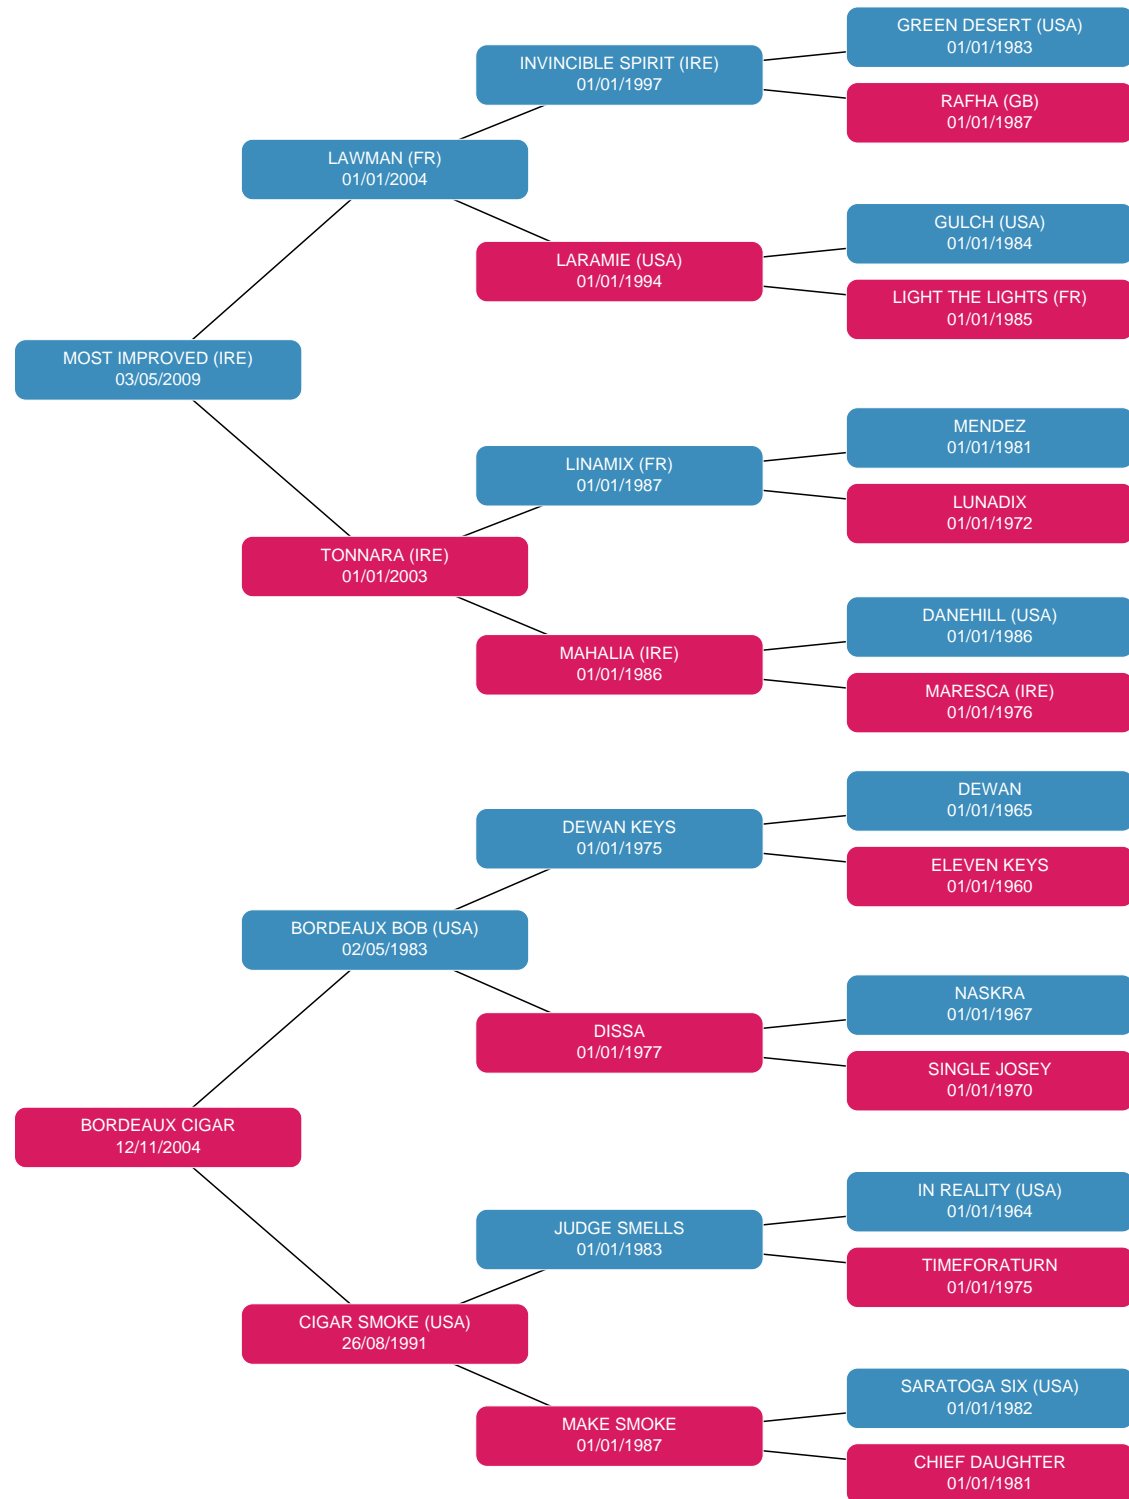 GREEN DESERT (USA)
01/01/1983
INVINCIBLE SPIRIT (IRE)
01/01/1997
RAFHA (GB)
01/01/1987
LAWMAN (FR)
01/01/2004
GULCH (USA)
01/01/1984
LARAMIE (USA)
01/01/1994
LIGHT THE LIGHTS (FR)
01/01/1985
MOST IMPROVED (IRE)
03/05/2009
MENDEZ
01/01/1981
LINAMIX (FR)
01/01/1987
LUNADIX
01/01/1972
TONNARA (IRE)
01/01/2003
DANEHILL (USA)
01/01/1986
MAHALIA (IRE)
01/01/1986
MARESCA (IRE)
01/01/1976
DEWAN
01/01/1965
DEWAN KEYS
01/01/1975
ELEVEN KEYS
01/01/1960
BORDEAUX BOB (USA)
02/05/1983
NASKRA
01/01/1967
DISSA
01/01/1977
SINGLE JOSEY
01/01/1970
BORDEAUX CIGAR
12/11/2004
IN REALITY (USA)
01/01/1964
JUDGE SMELLS
01/01/1983
TIMEFORATURN
01/01/1975
CIGAR SMOKE (USA)
26/08/1991
SARATOGA SIX (USA)
01/01/1982
MAKE SMOKE
01/01/1987
CHIEF DAUGHTER
01/01/1981